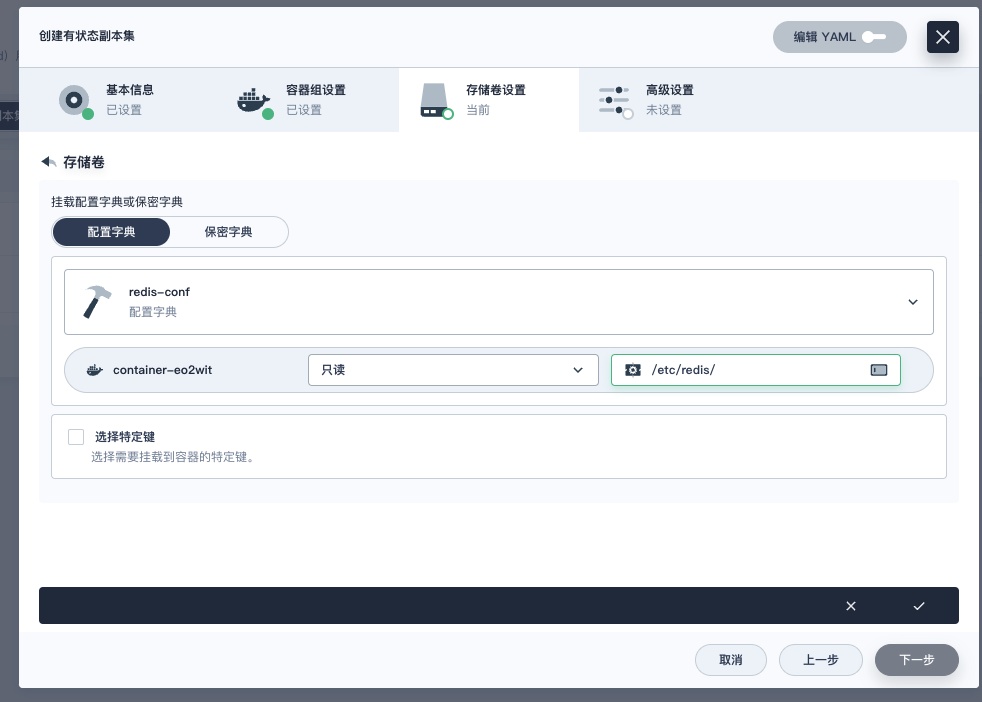 创建有状态副本集
编辑 YAML
基本信息
已设置
容器组设置
已设置
存储卷设置
当前
高级设置
未设置
存储卷
挂载配置字典或保密字典
配置字典
保密字典
redis-conf
配置字典
container-eo2wit
只读
/etc/redis/
选择特定键
选择需要挂载到容器的特定键。
取消
上一步
下一步